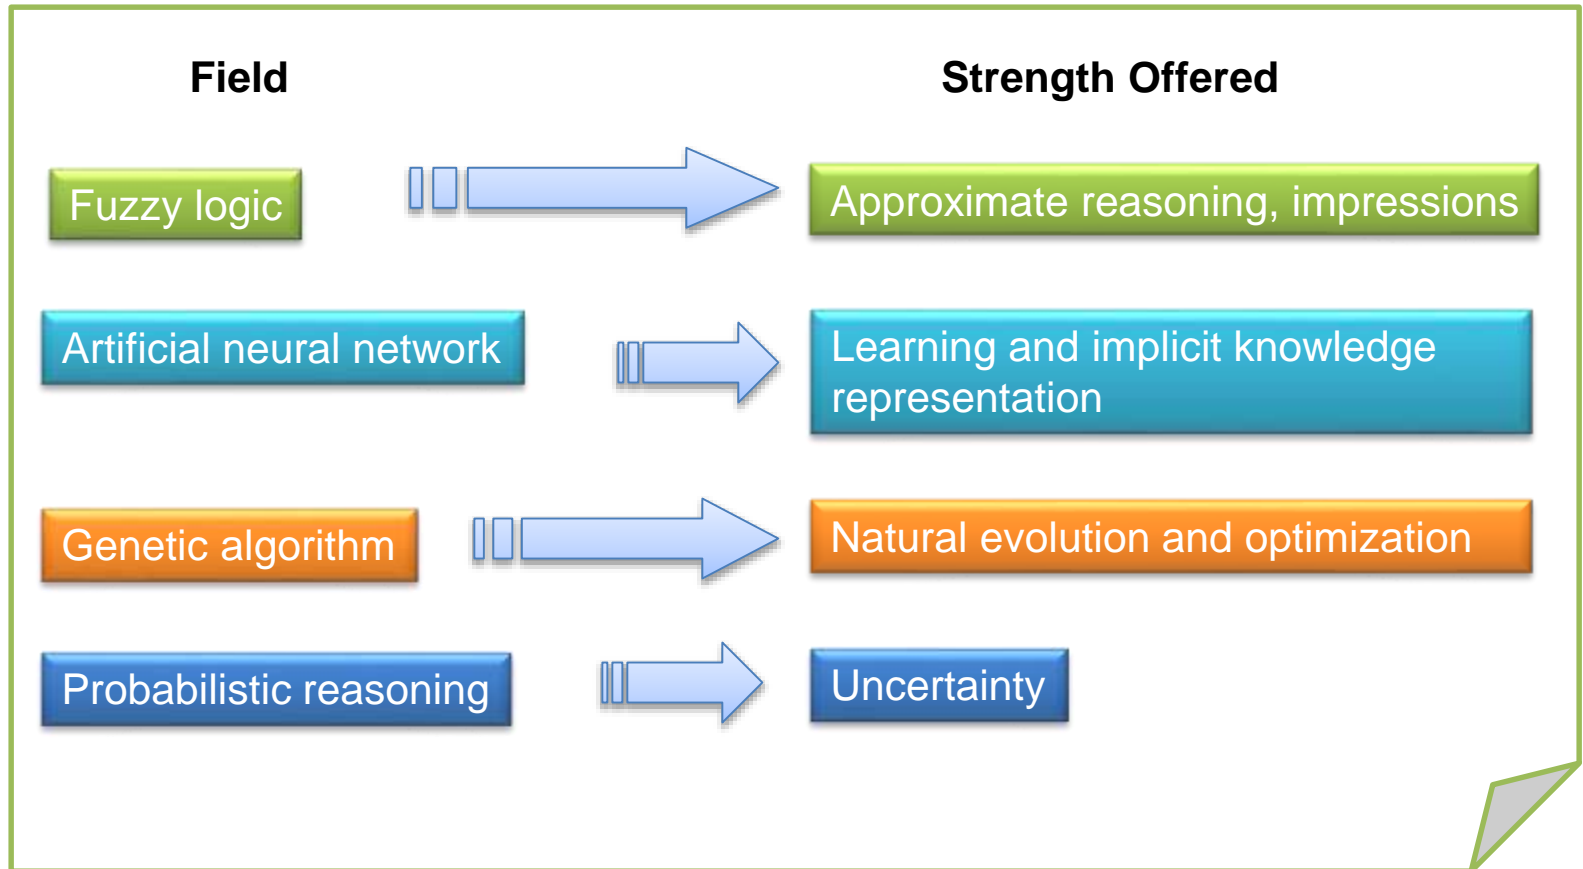 Field
Strength Offered
Fuzzy logic
Approximate reasoning, impressions
Artificial neural network
Learning and implicit knowledge
representation
Genetic algorithm
Natural evolution and optimization
Probabilistic reasoning
Uncertainty